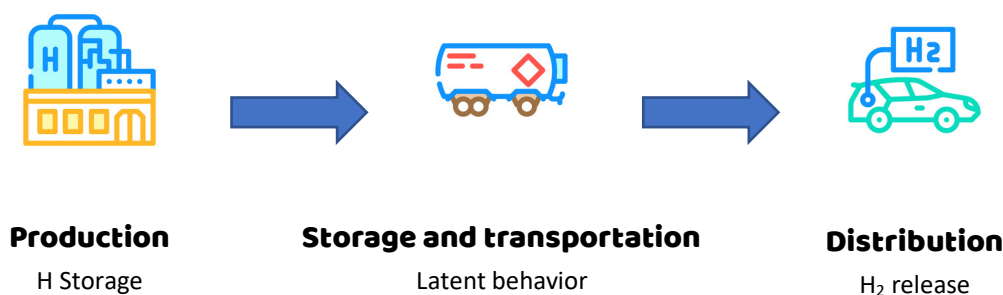 H
H2
Production
Storage and transportation
Distribution
H Storage
Latent behavior
H₂ release